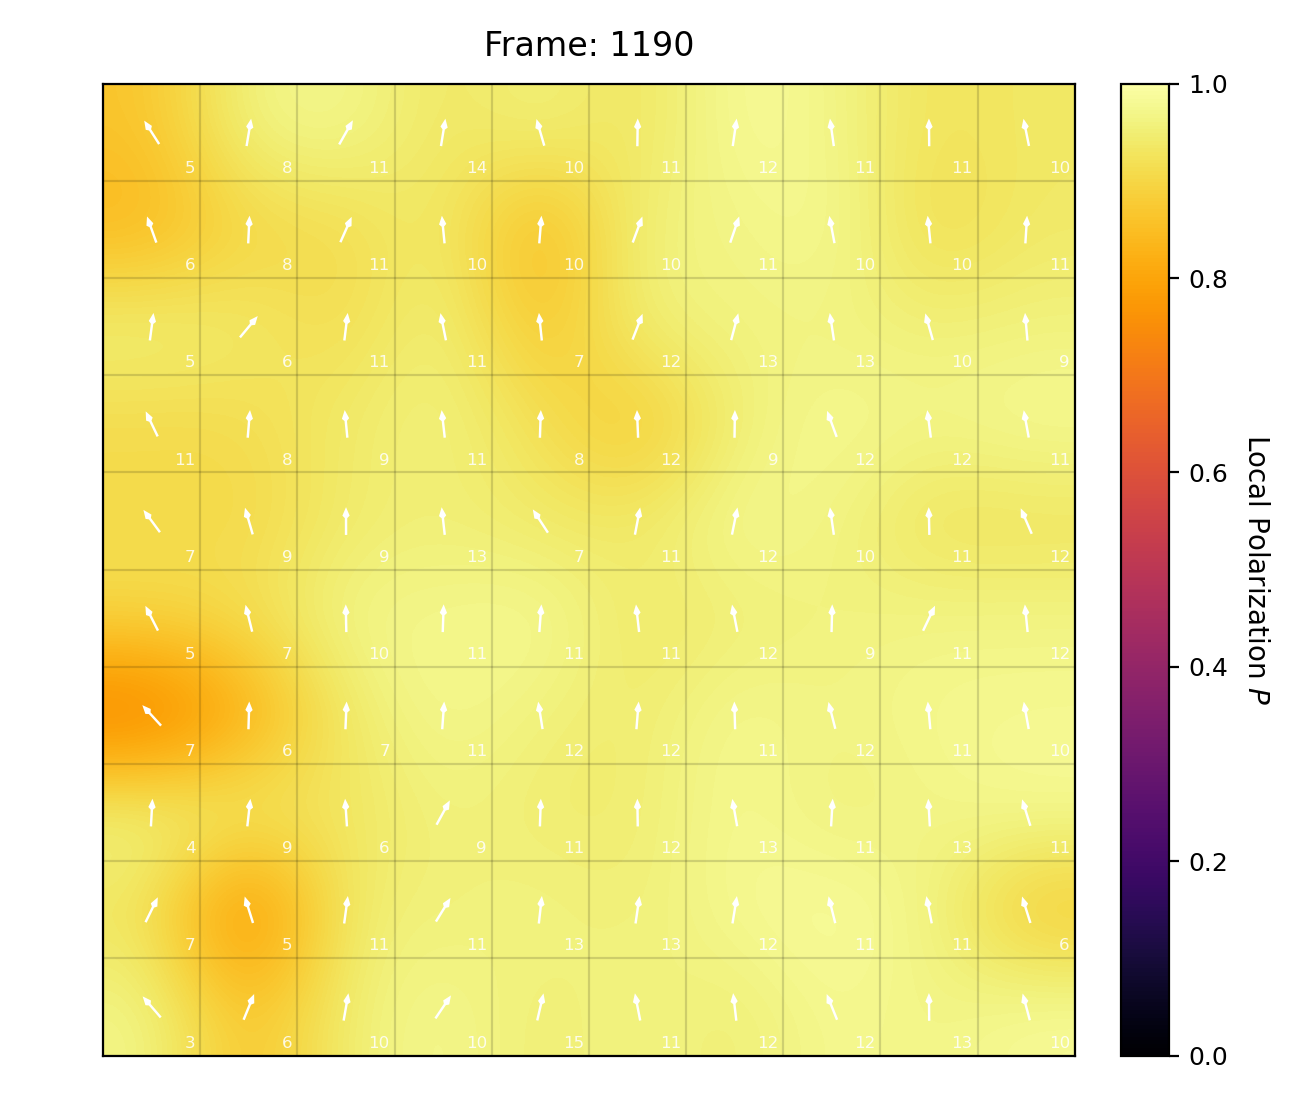 Frame: 1190
5 8 11 14 10 11 12 11 11 10
6 8 11 10 10 10 11 10 10 11
5 6 11 11 7 12 13 13 10 9
11 8 9 11 8 12 9 12 12 11
7 9 9 13 7 11 12 10 11 12
5 7 10 11 11 11 12 9 11 12
7 6 7 11 12 12 11 12 11 10
4 9 6 9 11 12 13 11 13 11
7 5 11 11 13 13 12 11 11 6
3 6 10 10 15 11 12 12 13 10
1.0
0.8
0.6
0.4
0.2
0.0
Local Polarization P